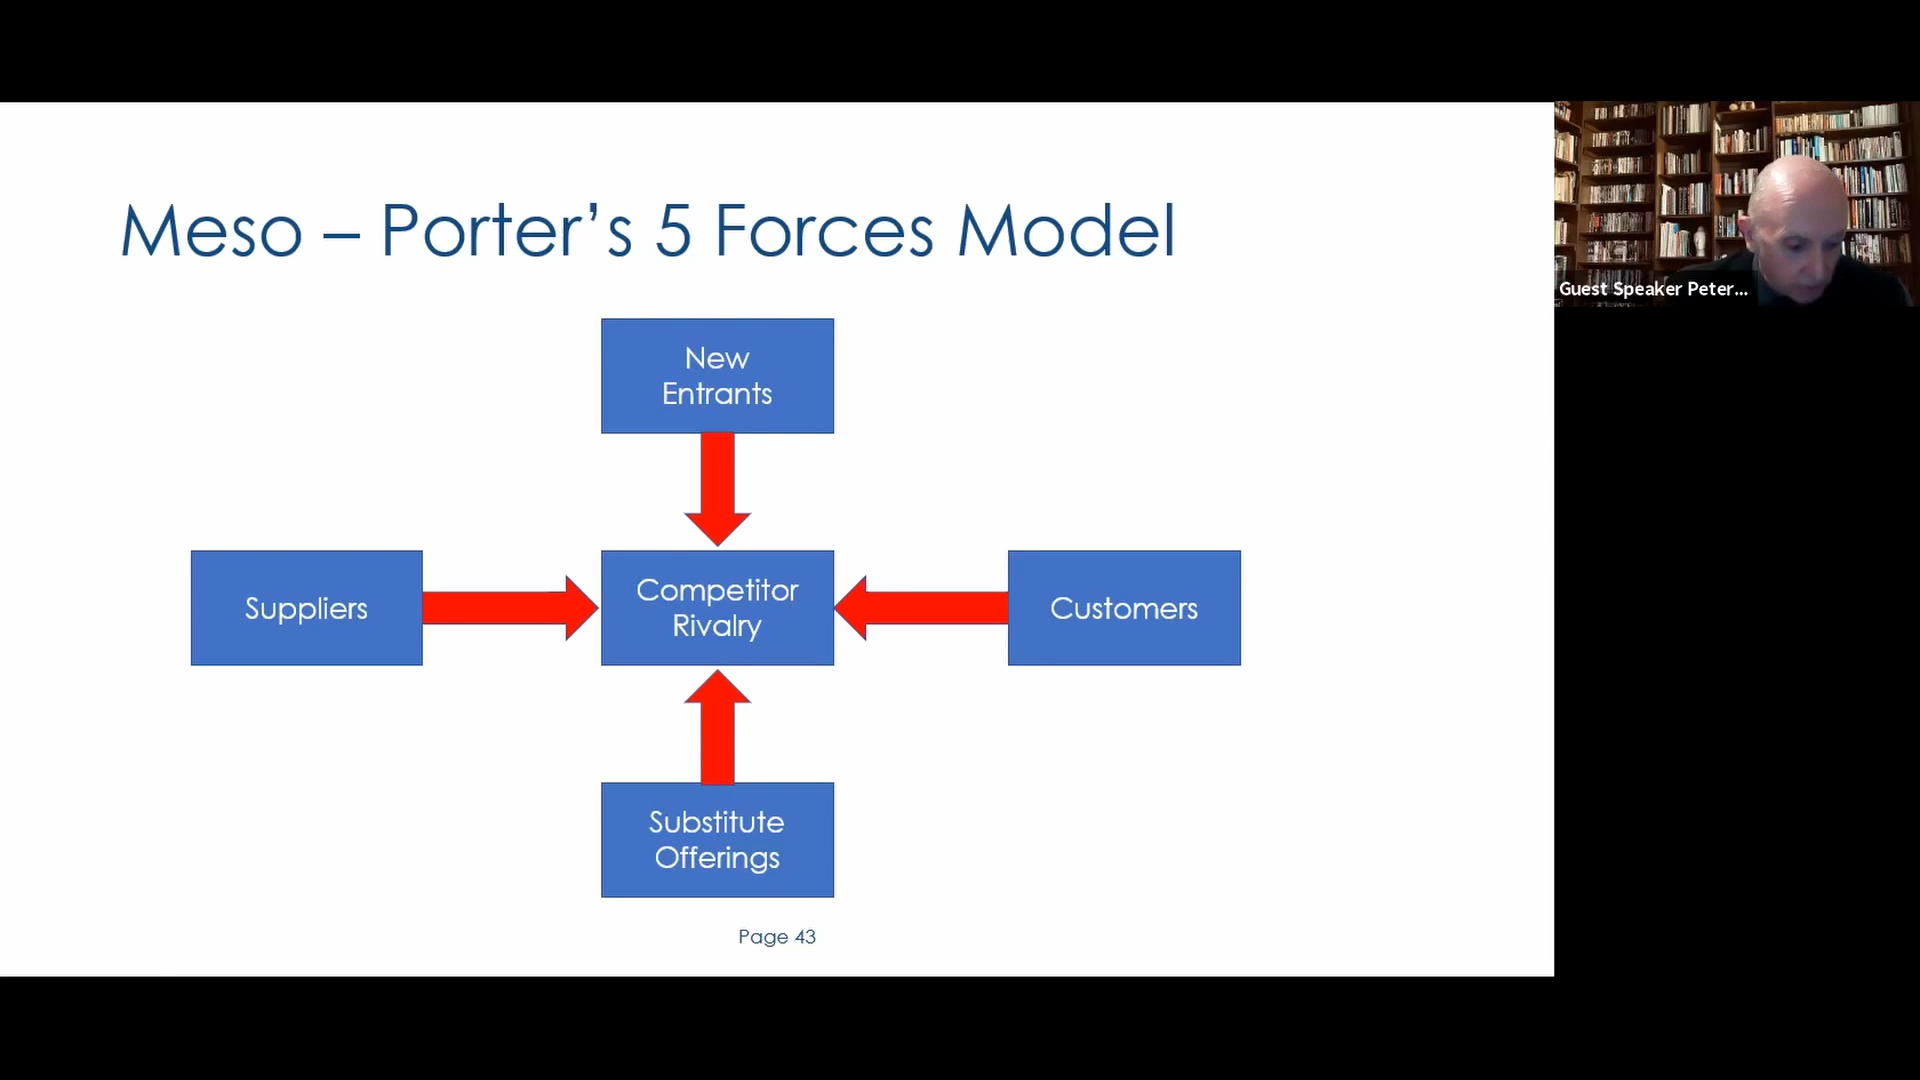 Meso – Porter’s 5 Forces Model
Guest Speaker Peter...
New
Entrants
Suppliers
Competitor
Rivalry
Customers
Substitute
Offerings
Page 43